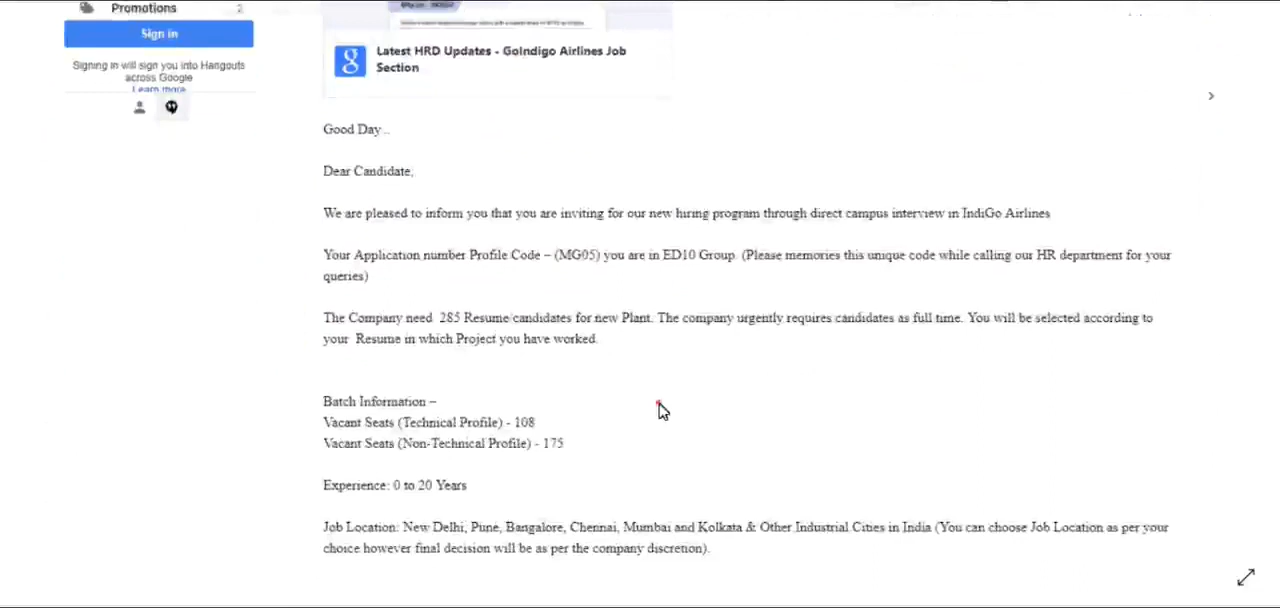 Promotions 2
Sign in
Signing in will sign you into Hangouts
across Google
Learn more
Latest HRD Updates - GoIndigo Airlines Job
Section
Good Day ..
Dear Candidate,
We are pleased to inform you that you are inviting for our new hiring program through direct campus interview in IndiGo Airlines
Your Application number Profile Code – (MG05) you are in ED10 Group. (Please memories this unique code while calling our HR department for your
queries)
The Company need 285 Resume/candidates for new Plant. The company urgently requires candidates as full time. You will be selected according to
your Resume in which Project you have worked.
Batch Information –
Vacant Seats (Technical Profile) - 108
Vacant Seats (Non-Technical Profile) - 175
Experience: 0 to 20 Years
Job Location: New Delhi, Pune, Bangalore, Chennai, Mumbai and Kolkata & Other Industrial Cities in India (You can choose Job Location as per your
choice however final decision will be as per the company discretion).